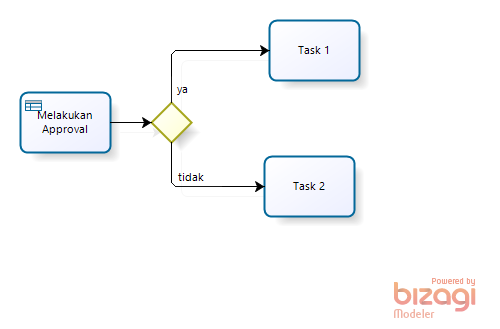 Task 1
ya
Melakukan
Approval
tidak
Task 2
Powered by
bizagi
Modeler